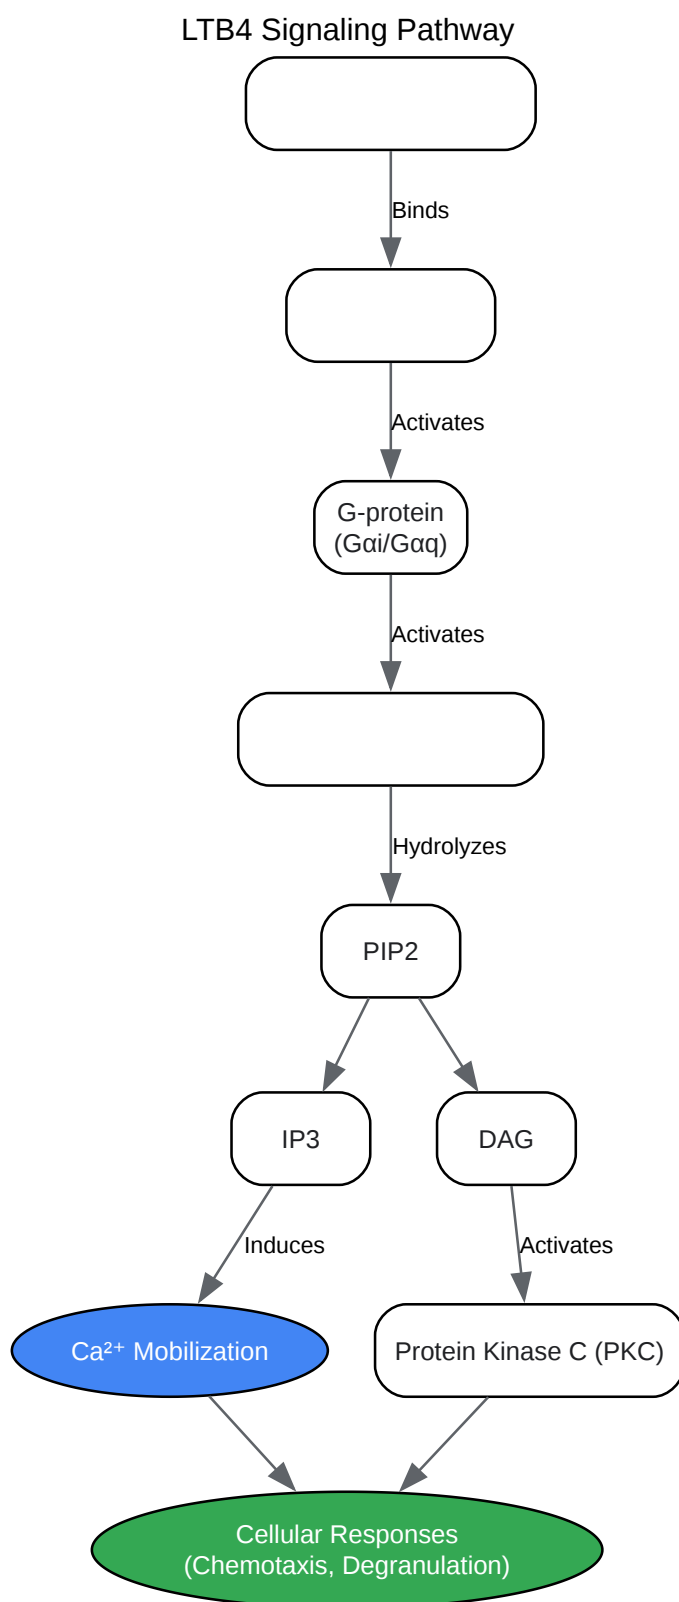 LTB4 Signaling Pathway
Binds
Activates
G-protein
(Gαi/Gαq)
Activates
Hydrolyzes
PIP2
IP3
DAG
Induces
Activates
Ca²⁺ Mobilization
Protein Kinase C (PKC)
Cellular Responses
(Chemotaxis, Degranulation)